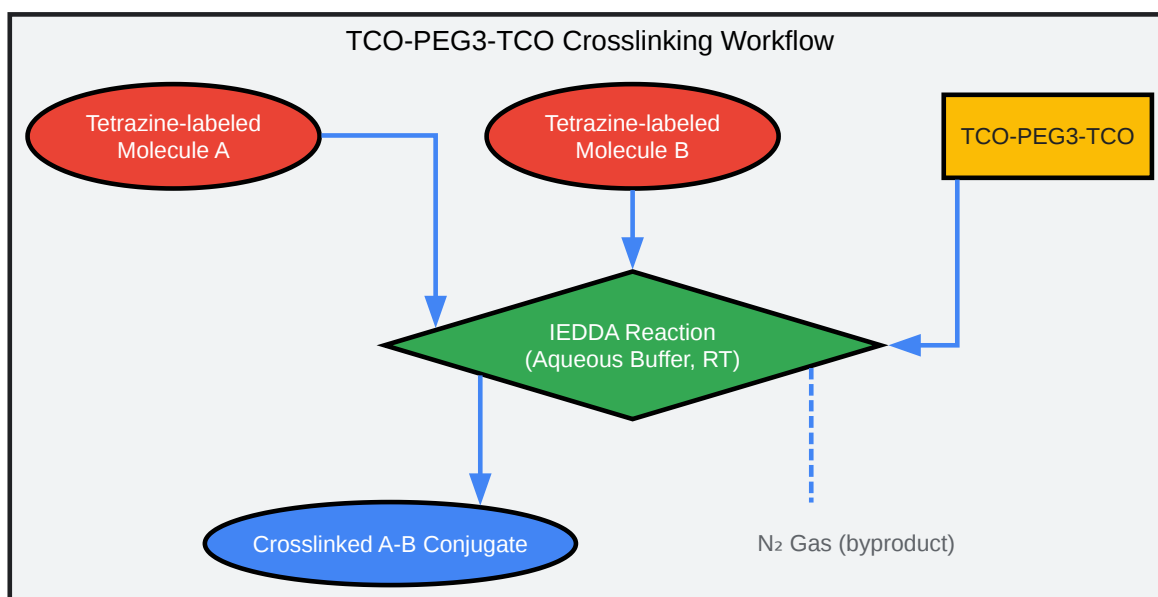 TCO-PEG3-TCO Crosslinking Workflow
Tetrazine-labeled
Molecule A
Tetrazine-labeled
Molecule B
TCO-PEG3-TCO
IEDDA Reaction
(Aqueous Buffer, RT)
Crosslinked A-B Conjugate
N₂ Gas (byproduct)